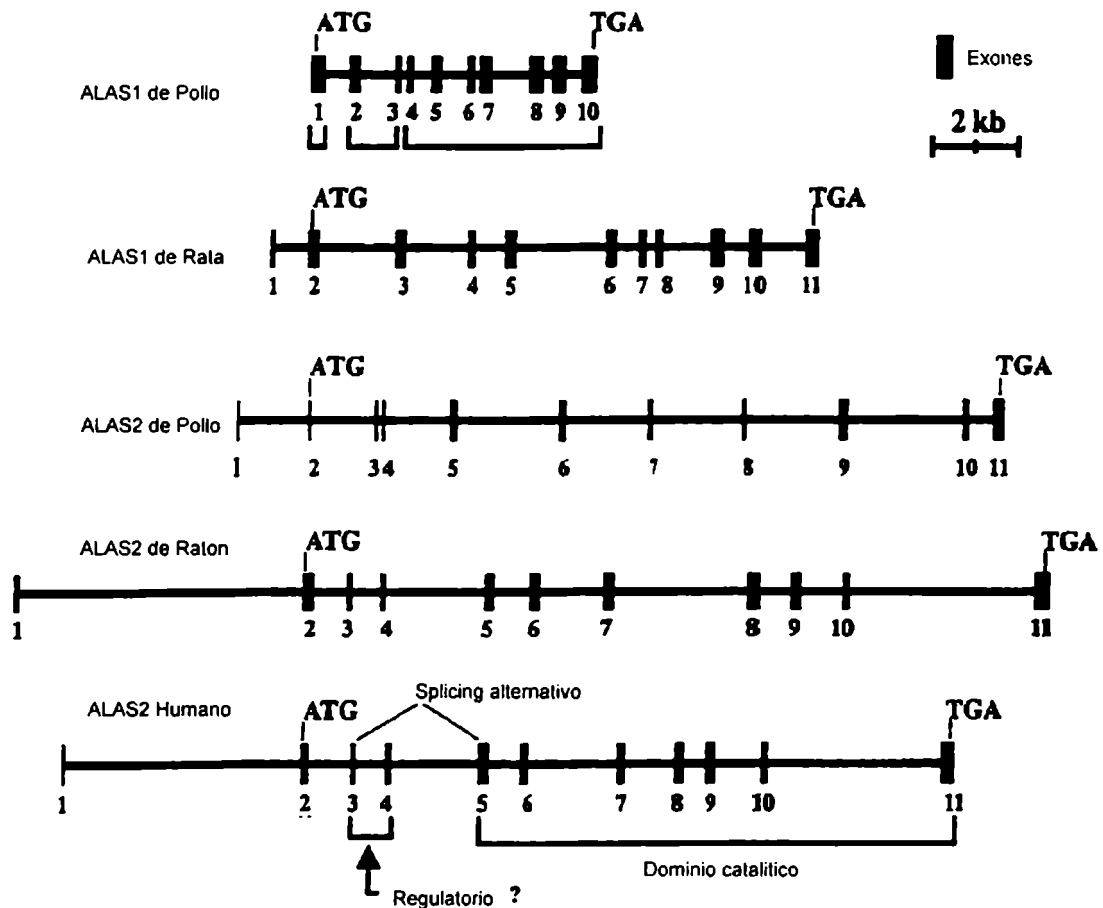 ATG
TGA
Exones
ALAS1 de Pollo
1 2 3 4 5 6 7 8 9 10
2 kb
ATG
TGA
ALAS1 de Rata
1 2 3 4 5 6 7 8 9 10 11
ATG
TGA
ALAS2 de Pollo
1 2 3 4 5 6 7 8 9 10 11
ALAS2 de Raton
ATG
TGA
1 2 3 4 5 6 7 8 9 10 11
Splicing alternativo
ALAS2 Humano
ATG
TGA
1 2 3 4 5 6 7 8 9 10 11
Dominio catalitico
Regulatorio ?